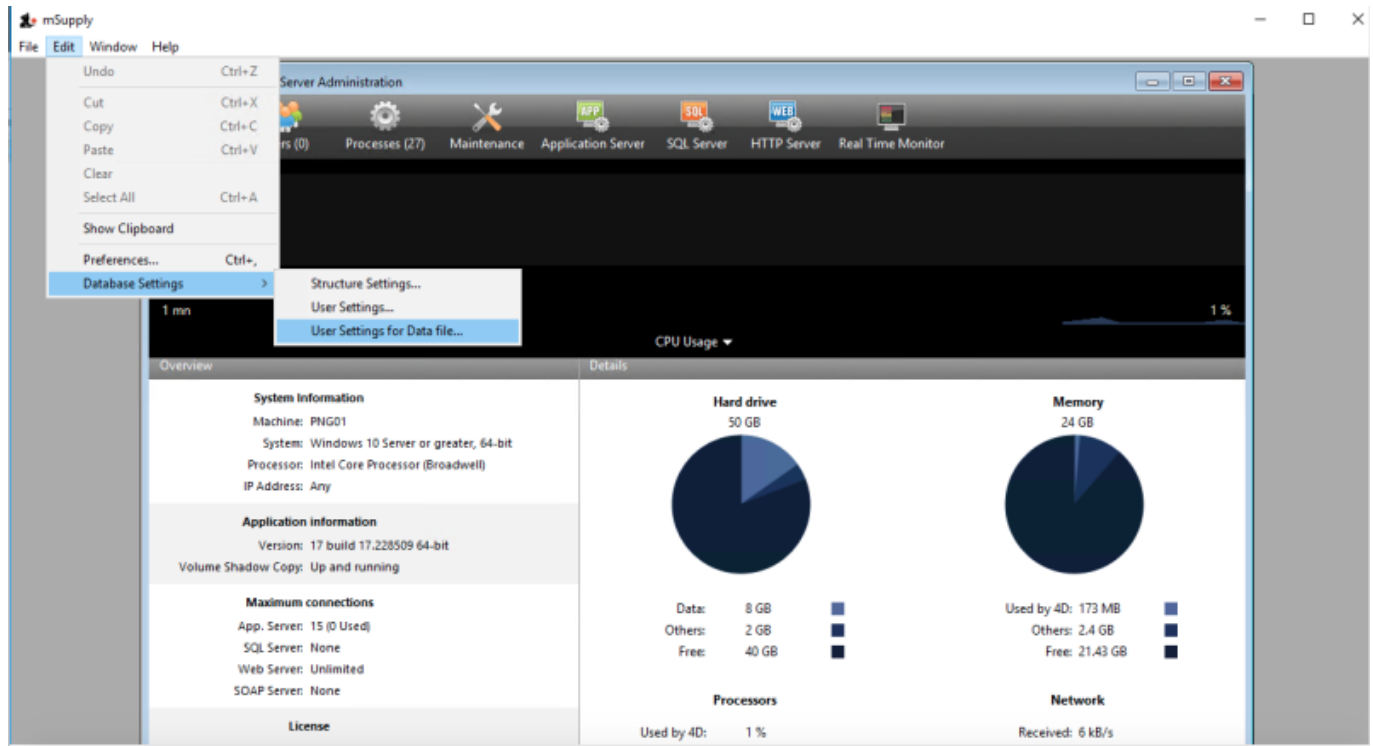 mSupply
File Edit Window Help
Undo Ctrl+Z
Cut Ctrl+X
Copy Ctrl+C
Paste Ctrl+V
Clear
Select All Ctrl+A
Show Clipboard
Preferences... Ctrl+,
Database Settings >
Structure Settings...
User Settings...
User Settings for Data file...
Server Administration
rs (0) Processes (27) Maintenance Application Server SQL Server HTTP Server Real Time Monitor
APP SQL WEB
1 mn 1 %
CPU Usage
Overview Details
System Information
Machine: PNG01
System: Windows 10 Server or greater, 64-bit
Processor: Intel Core Processor (Broadwell)
IP Address: Any
Application information
Version: 17 build 17.228509 64-bit
Volume Shadow Copy: Up and running
Maximum connections
App. Server: 15 (0 Used)
SQL Server: None
Web Server: Unlimited
SOAP Server: None
License
Hard drive
50 GB
Data: 8 GB
Others: 2 GB
Free: 40 GB
Memory
24 GB
Used by 4D: 173 MB
Others: 2.4 GB
Free: 21.43 GB
Processors
Used by 4D: 1 %
Network
Received: 6 kB/s